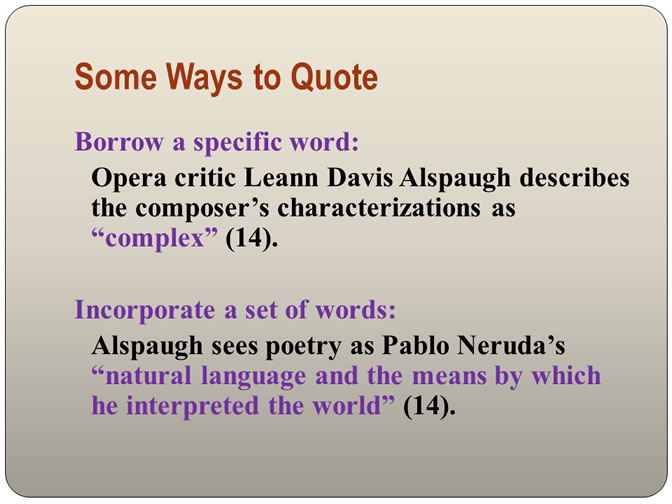 Some Ways to Quote
Borrow a specific word:
Opera critic Leann Davis Alspaugh describes
the composer’s characterizations as
“complex” (14).
Incorporate a set of words:
Alspaugh sees poetry as Pablo Neruda’s
“natural language and the means by which
he interpreted the world” (14).